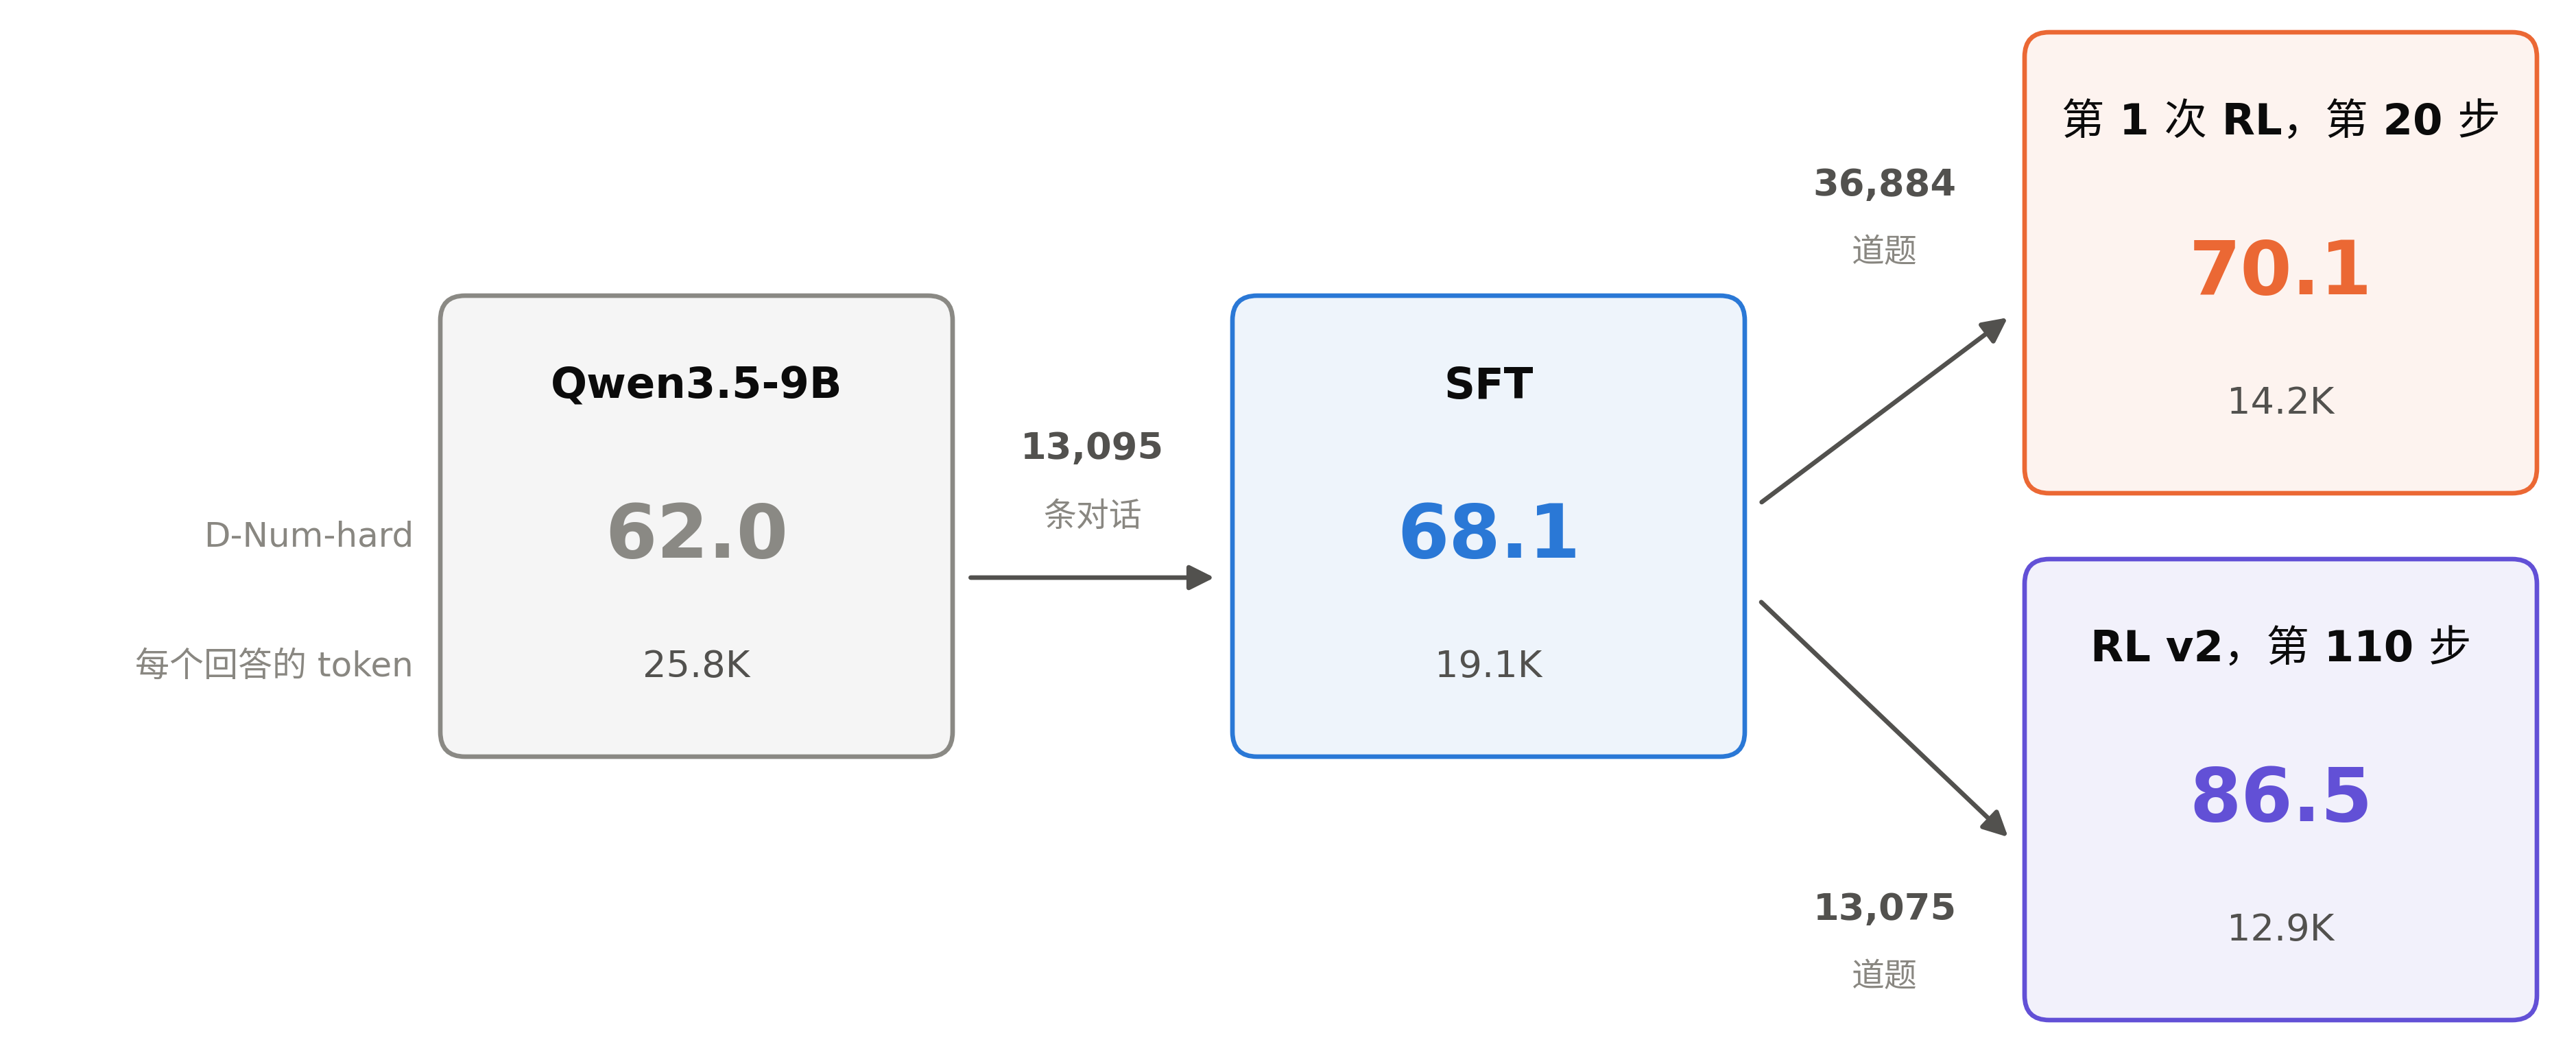 D-Num-hard
每个回答的 token
Qwen3.5-9B
62.0
25.8K
13,095
条对话
SFT
68.1
19.1K
36,884
道题
第 1 次 RL，第 20 步
70.1
14.2K
13,075
道题
RL v2，第 110 步
86.5
12.9K